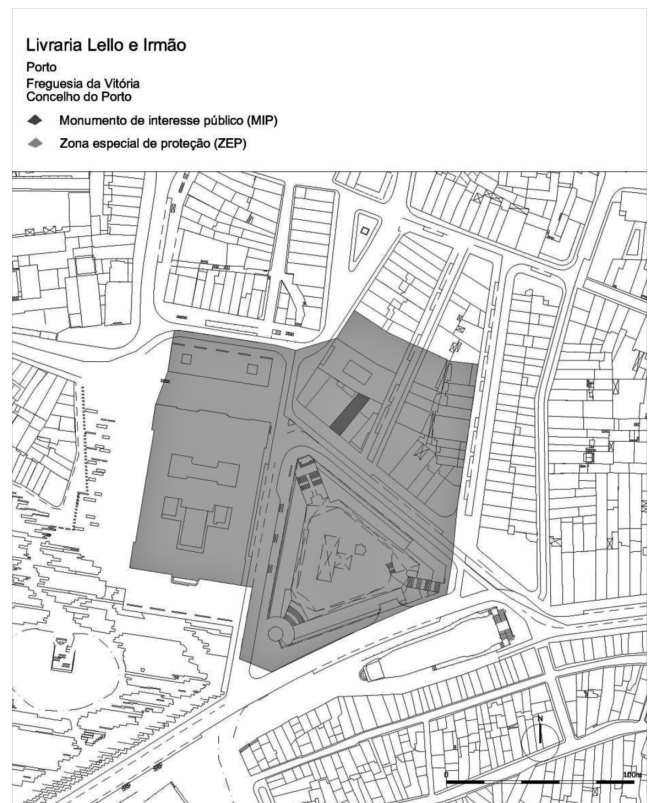 Livraria Lello e Irmão
Porto
Freguesia da Vitória
Concelho do Porto
Monumento de interesse público (MIP)
Zona especial de proteção (ZEP)
N
0 100m